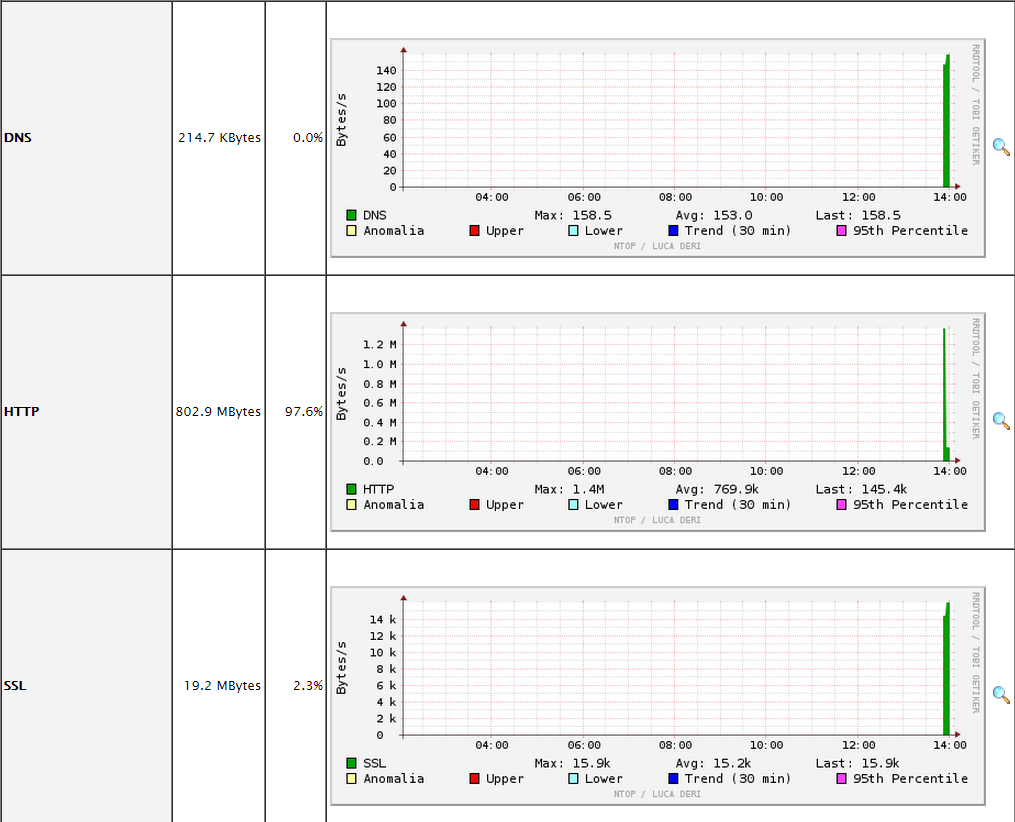 DNS 214.7 KBytes 0.0%
Bytes/s
140
120
100
80
60
40
20
0
04:00 06:00 08:00 10:00 12:00 14:00
DNS Max: 158.5 Avg: 153.0 Last: 158.5
Anomalia Upper Lower Trend (30 min) 95th Percentile
NTOP / LUCA DERI
RRDTOOL / TOBI OETIKER
HTTP 802.9 MBytes 97.6%
Bytes/s
1.2 M
1.0 M
0.8 M
0.6 M
0.4 M
0.2 M
0.0
04:00 06:00 08:00 10:00 12:00 14:00
HTTP Max: 1.4M Avg: 769.9k Last: 145.4k
Anomalia Upper Lower Trend (30 min) 95th Percentile
NTOP / LUCA DERI
RRDTOOL / TOBI OETIKER
SSL 19.2 MBytes 2.3%
Bytes/s
14 k
12 k
10 k
8 k
6 k
4 k
2 k
0
04:00 06:00 08:00 10:00 12:00 14:00
SSL Max: 15.9k Avg: 15.2k Last: 15.9k
Anomalia Upper Lower Trend (30 min) 95th Percentile
NTOP / LUCA DERI
RRDTOOL / TOBI OETIKER